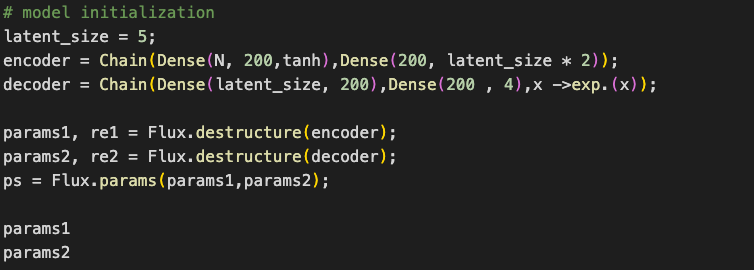 # model initialization
latent_size = 5;
encoder = Chain(Dense(N, 200,tanh),Dense(200, latent_size * 2));
decoder = Chain(Dense(latent_size, 200),Dense(200 , 4),x ->exp.(x));
params1, re1 = Flux.destructure(encoder);
params2, re2 = Flux.destructure(decoder);
ps = Flux.params(params1,params2);
params1
params2